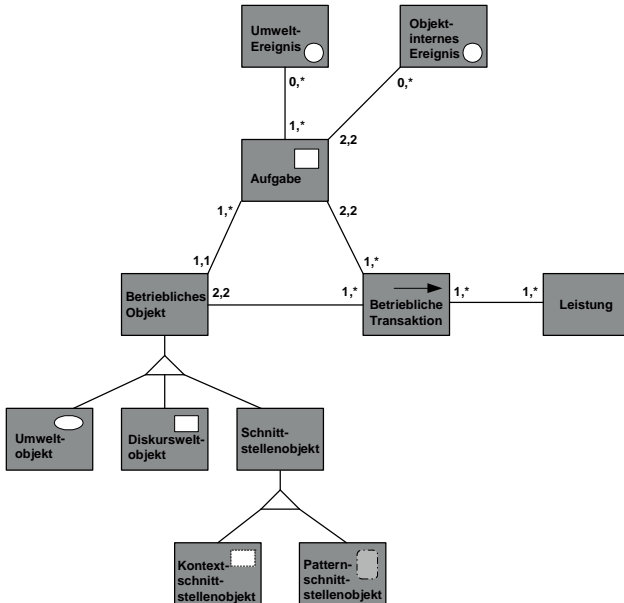 Umwelt-
Ereignis
Objekt-
internes
Ereignis
0,*
0,*
1,*
2,2
Aufgabe
1,*
2,2
1,1
1,*
Betriebliches
Objekt
2,2
1,*
Betriebliche
Transaktion
1,*
1,*
Leistung
Umwelt-
objekt
Diskurswelt-
objekt
Schnitt-
stellenobjekt
Kontext-
schnitt-
stellenobjekt
Pattern-
schnitt-
stellenobjekt